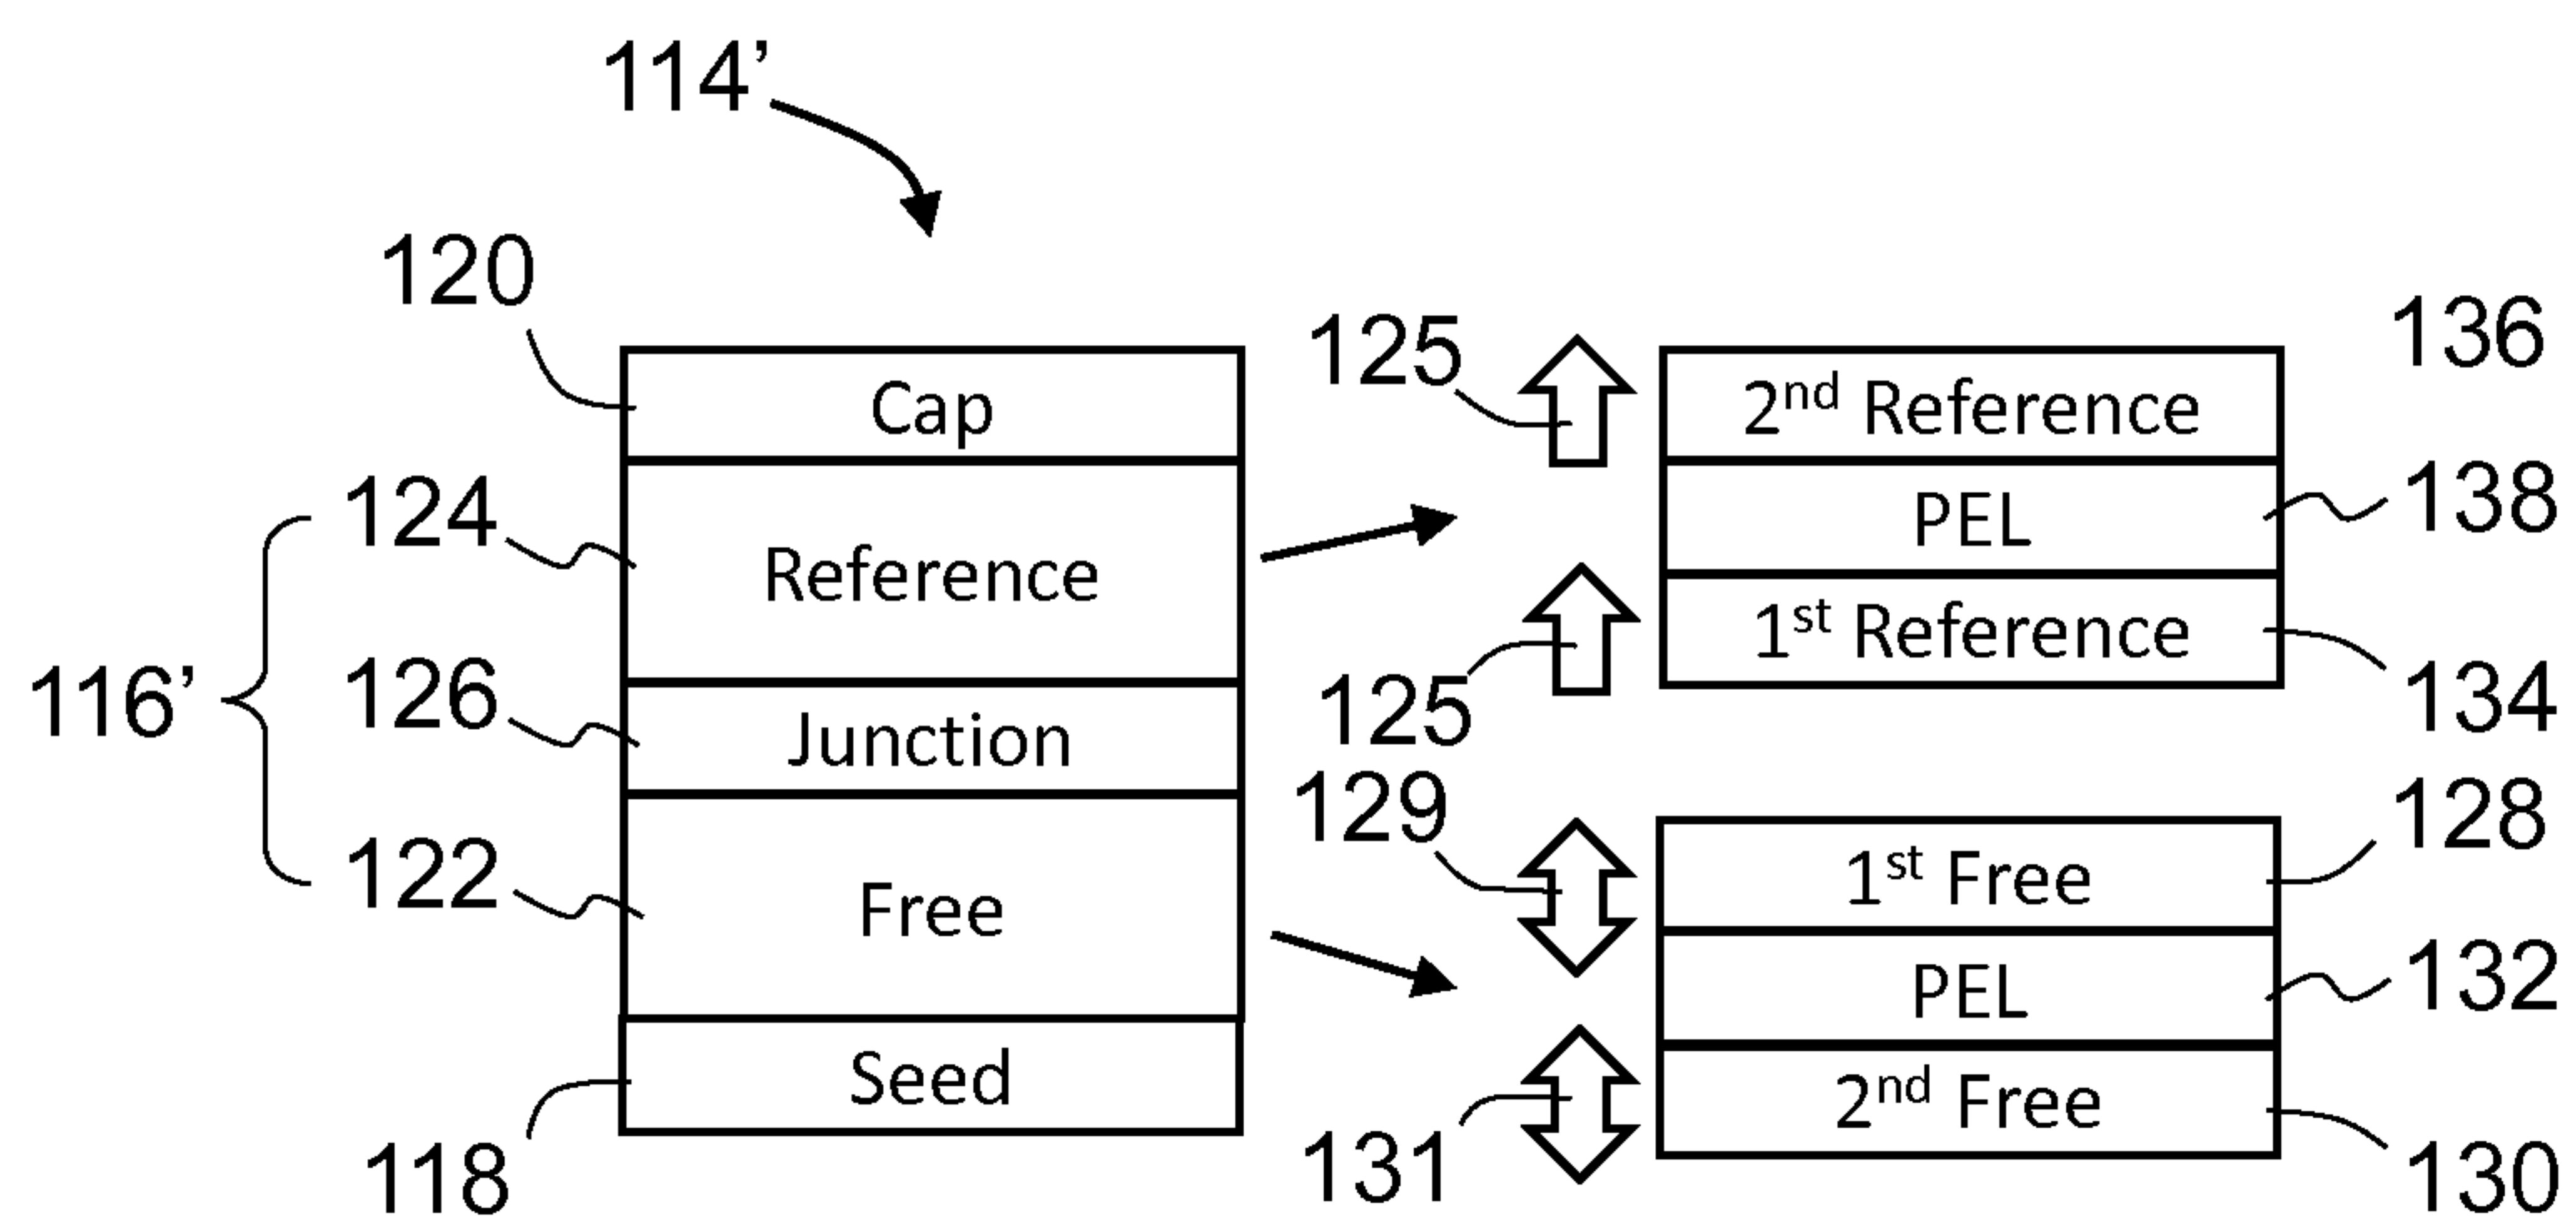 114’
120
Cap
125
2nd Reference
136
124
Reference
PEL
138
116’
126
Junction
125
1st Reference
134
122
Free
129
1st Free
128
PEL
132
118
Seed
131
2nd Free
130